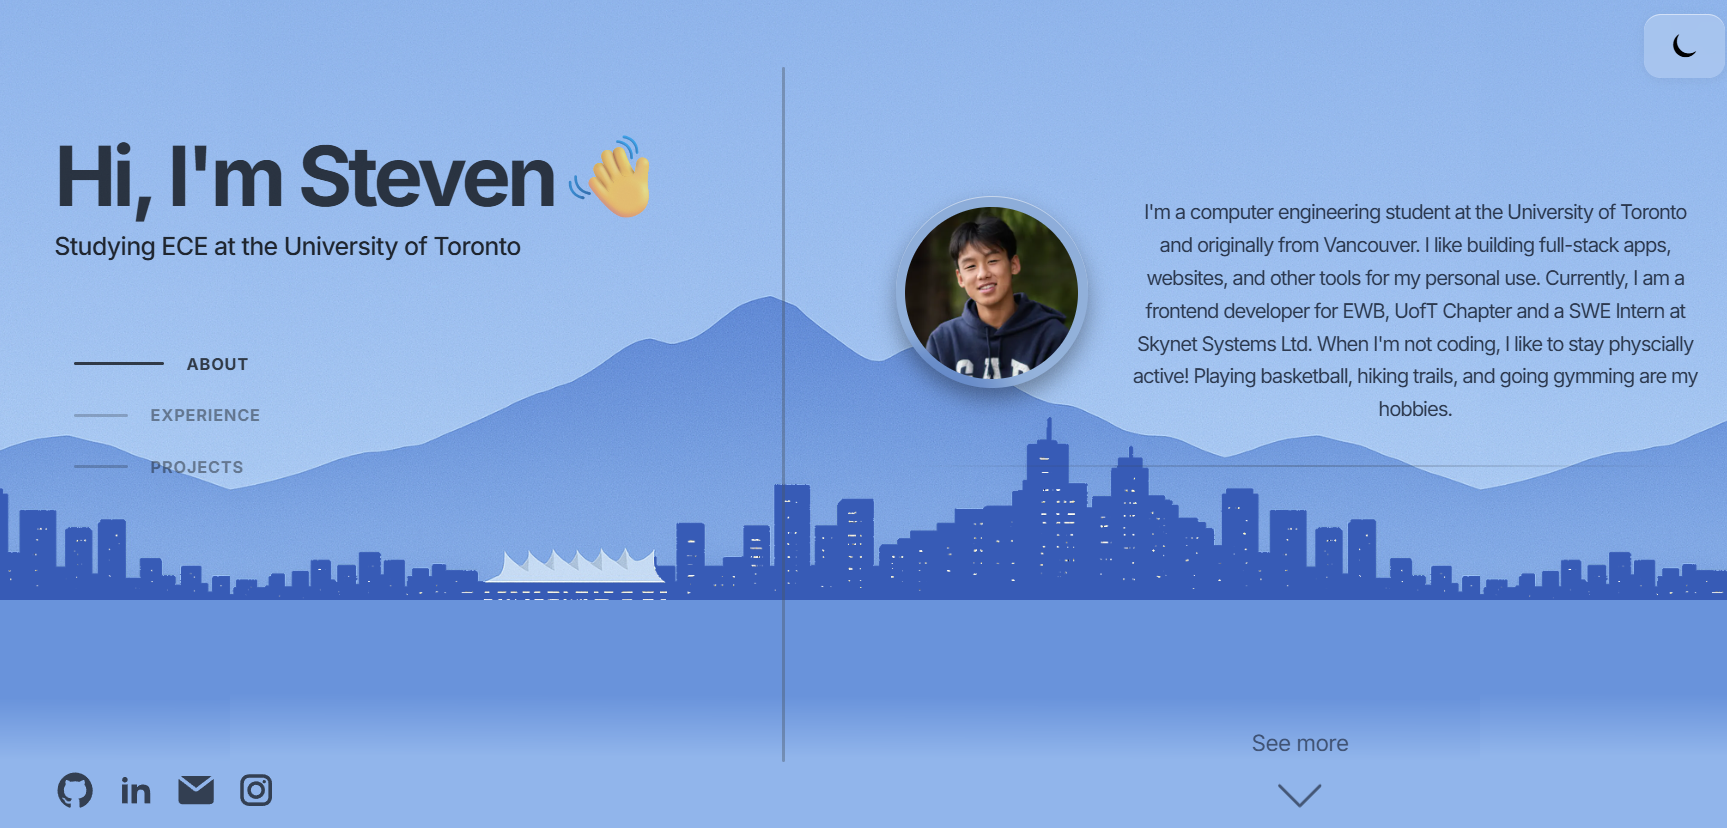 Hi, I'm Steven 👋
Studying ECE at the University of Toronto
ABOUT
EXPERIENCE
PROJECTS
I'm a computer engineering student at the University of Toronto
and originally from Vancouver. I like building full-stack apps,
websites, and other tools for my personal use. Currently, I am a
frontend developer for EWB, UofT Chapter and a SWE Intern at
Skynet Systems Ltd. When I'm not coding, I like to stay physcially
active! Playing basketball, hiking trails, and going gymming are my
hobbies.
See more